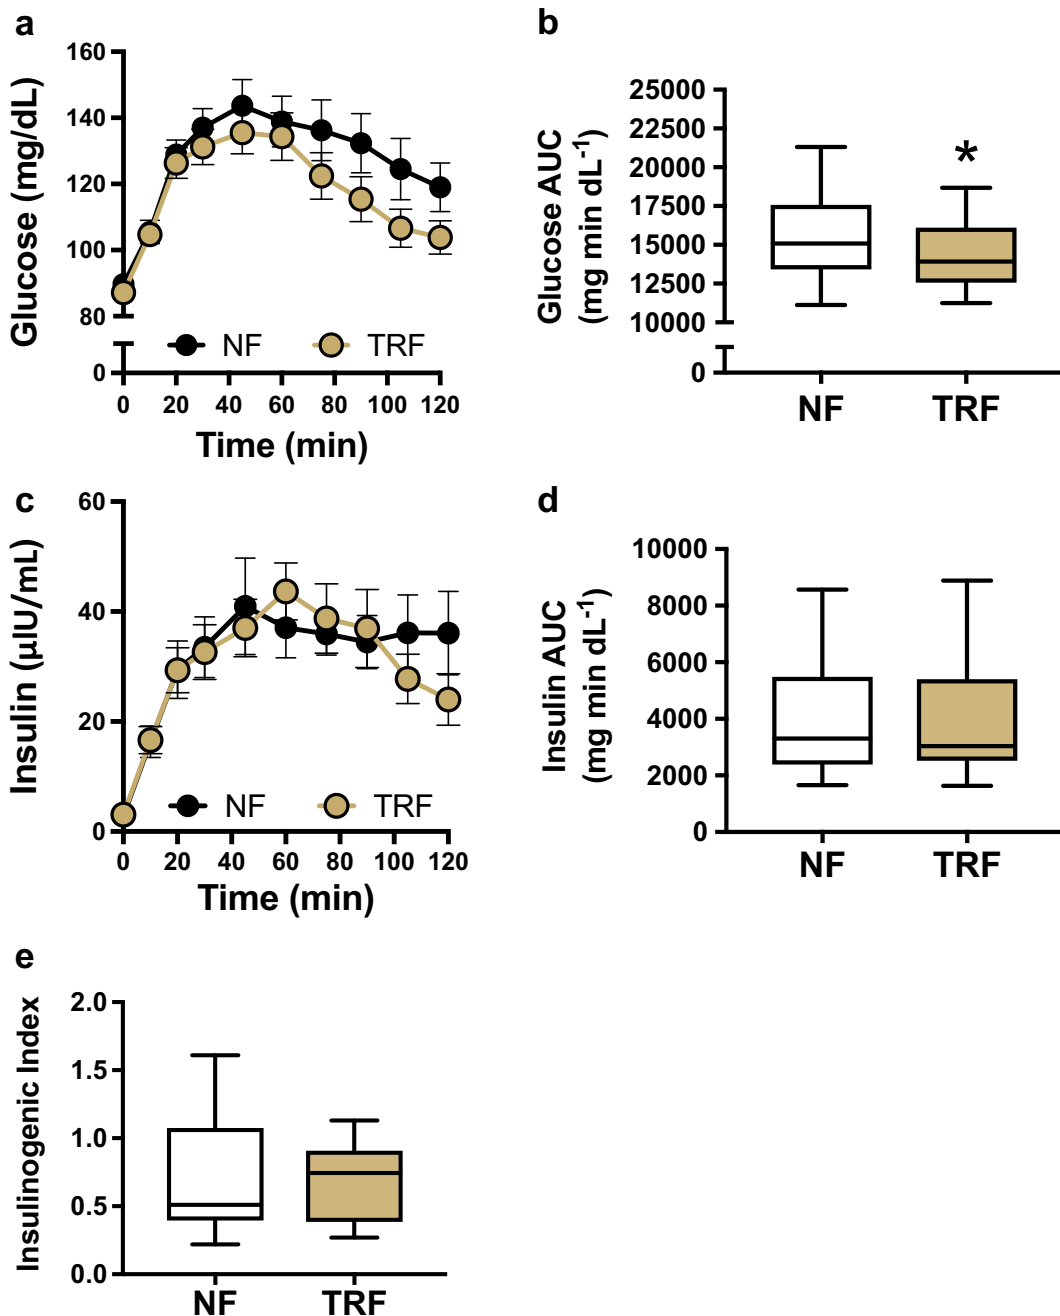 a
160
140
120
100
80
0
Glucose (mg/dL)
NF
TRF
0 20 40 60 80 100 120
Time (min)
b
25000
22500
20000
17500
15000
12500
10000
0
Glucose AUC
(mg min dL-1)
*
NF TRF
c
60
40
20
0
Insulin (μIU/mL)
NF
TRF
0 20 40 60 80 100 120
Time (min)
d
10000
8000
6000
4000
2000
0
Insulin AUC
(mg min dL-1)
NF TRF
e
2.0
1.5
1.0
0.5
0.0
Insulinogenic Index
NF TRF